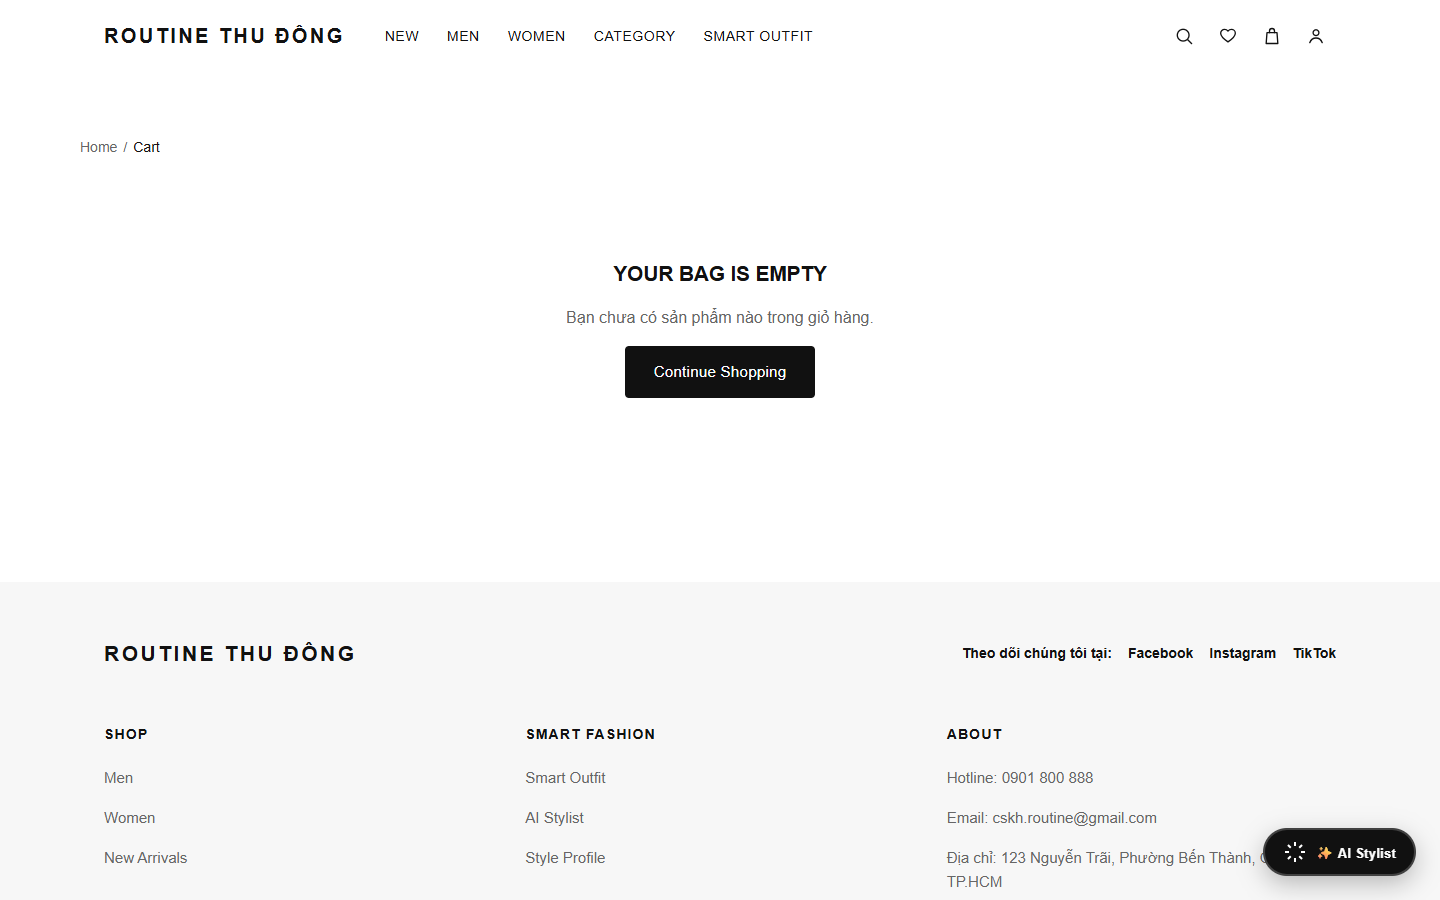 ROUTINE THU ĐÔNG NEW MEN WOMEN CATEGORY SMART OUTFIT
Home / Cart
YOUR BAG IS EMPTY
Bạn chưa có sản phẩm nào trong giỏ hàng.
Continue Shopping
ROUTINE THU ĐÔNG
Theo dõi chúng tôi tại: Facebook Instagram TikTok
SHOP
Men
Women
New Arrivals
SMART FASHION
Smart Outfit
AI Stylist
Style Profile
ABOUT
Hotline: 0901 800 888
Email: cskh.routine@gmail.com
Địa chỉ: 123 Nguyễn Trãi, Phường Bến Thành,
TP.HCM
✨ AI Stylist